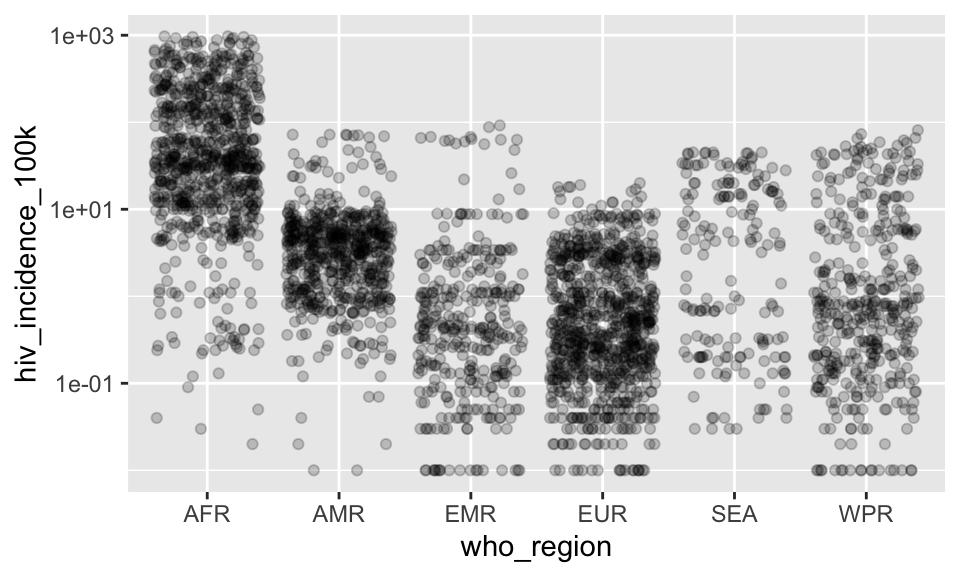 hiv_incidence_100k
1e+03
1e+01
1e-01
AFR
AMR
EMR
EUR
SEA
WPR
who_region